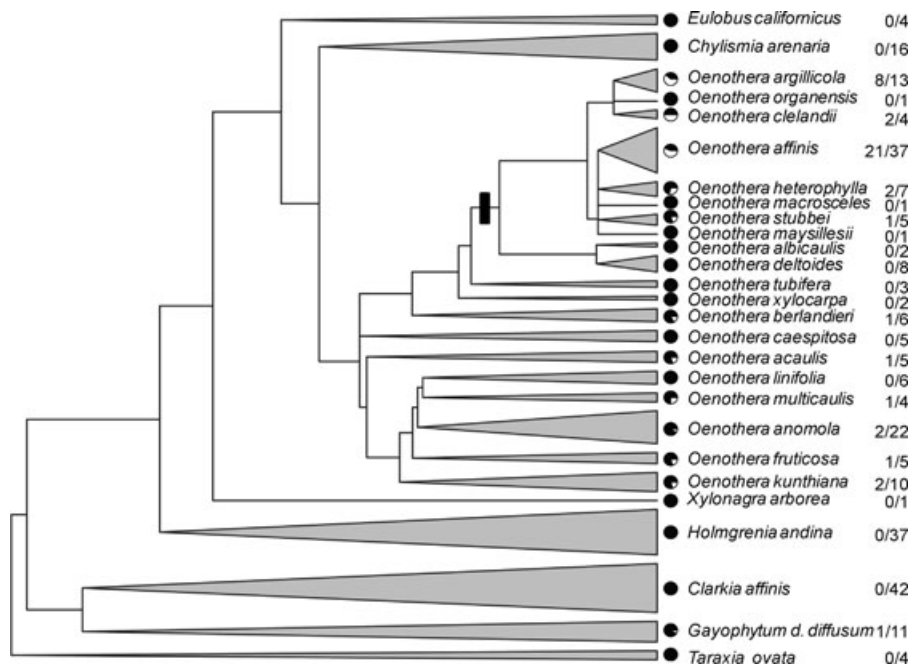 Eulobus californicus 0/4
Chylismia arenaria 0/16
Oenothera argillicola 8/13
Oenothera organensis 0/1
Oenothera clelandii 2/4
Oenothera affinis 21/37
Oenothera heterophylla 2/7
Oenothera macrosceles 0/1
Oenothera stubbei 1/5
Oenothera maysillesii 0/1
Oenothera albicaulis 0/2
Oenothera deltoides 0/8
Oenothera tubifera 0/3
Oenothera xylocarpa 0/2
Oenothera berlandieri 1/6
Oenothera caespitosa 0/5
Oenothera acaulis 1/5
Oenothera linifolia 0/6
Oenothera multicaulis 1/4
Oenothera anomola 2/22
Oenothera fruticosa 1/5
Oenothera kunthiana 2/10
Xylonagra arborea 0/1
Holmgrenia andina 0/37
Clarkia affinis 0/42
Gayophytum d. diffusum 1/11
Taraxia ovata 0/4